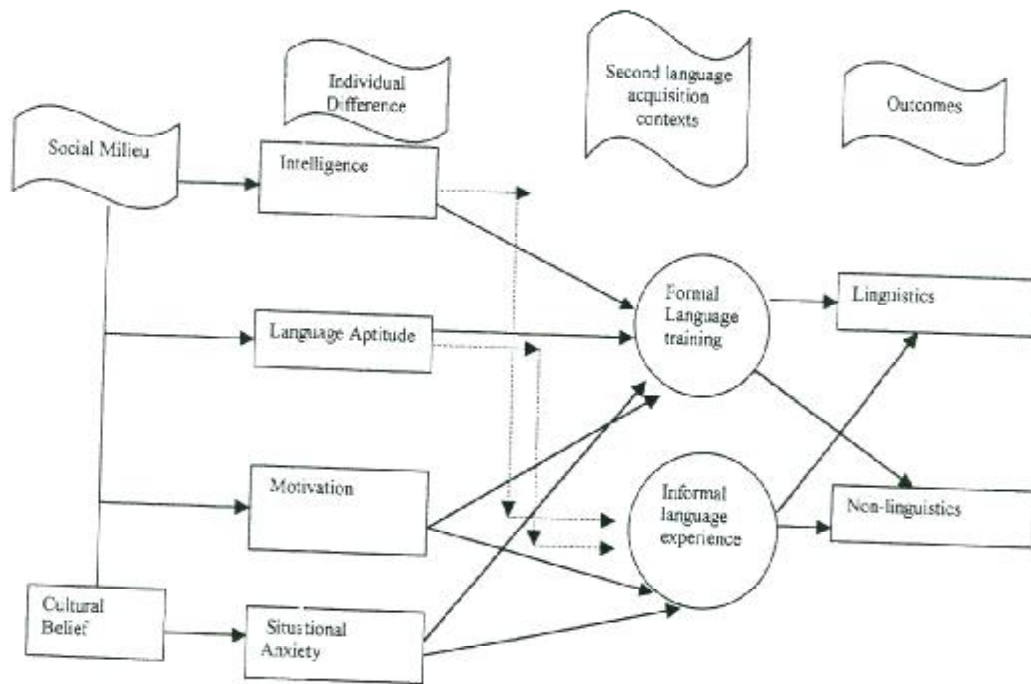 Social Milieu
Individual
Difference
Second language
acquisition
contexts
Outcomes
Intelligence
Language Aptitude
Motivation
Cultural
Belief
Situstional
Anxiety
Formal
Language
training
Informal
language
experience
Linguistics
Non-linguistics